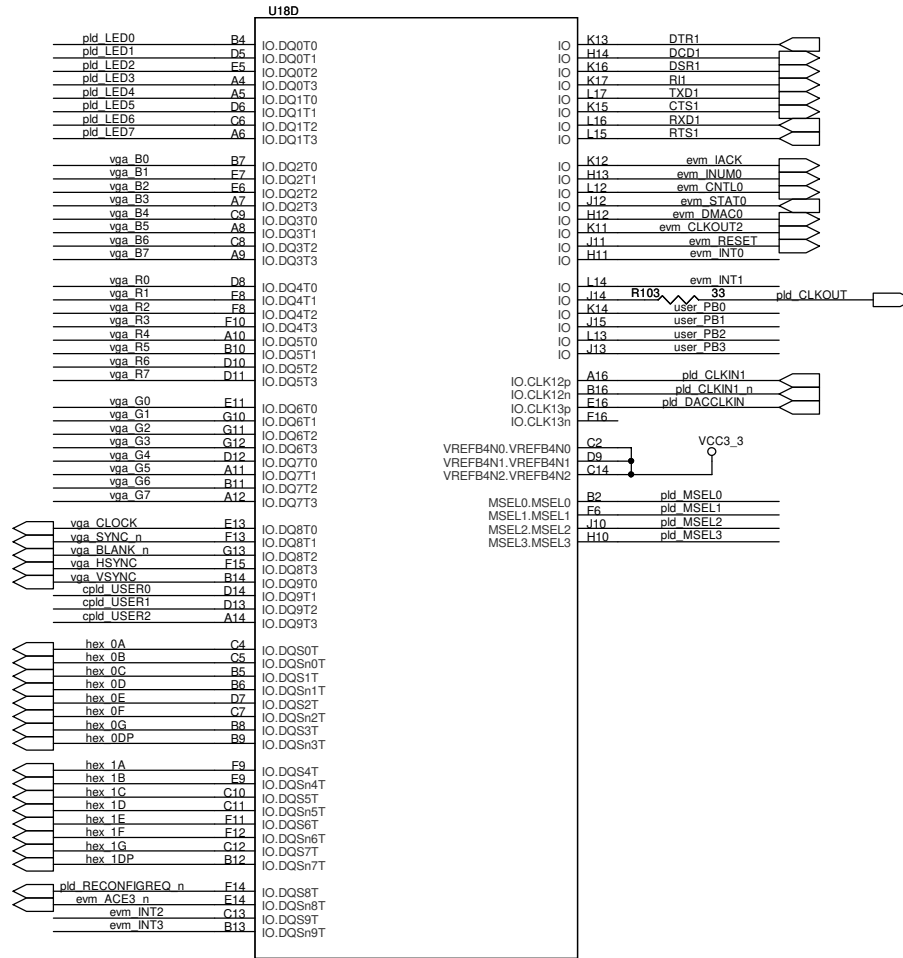 U18D
pld_LED0 B4 IO.DQ0T0 IO K13 DTR1
pld_LED1 D5 IO.DQ0T1 IO H14 DCD1
pld_LED2 E5 IO.DQ0T2 IO K16 DSR1
pld_LED3 A4 IO.DQ0T3 IO K17 RI1
pld_LED4 A5 IO.DQ1T0 IO L17 TXD1
pld_LED5 D6 IO.DQ1T1 IO K15 CTS1
pld_LED6 C6 IO.DQ1T2 IO L16 RXD1
pld_LED7 A6 IO.DQ1T3 IO L15 RTS1
vga_B0 B7 IO.DQ2T0 IO K12 evm_IACK
vga_B1 E7 IO.DQ2T1 IO H13 evm_INUM0
vga_B2 E6 IO.DQ2T2 IO L12 evm_CNTL0
vga_B3 A7 IO.DQ2T3 IO J12 evm_STAT0
vga_B4 C9 IO.DQ3T0 IO H12 evm_DMAC0
vga_B5 A8 IO.DQ3T1 IO K11 evm_CLKOUT2
vga_B6 C8 IO.DQ3T2 IO J11 evm_RESET
vga_B7 A9 IO.DQ3T3 IO H11 evm_INT0
vga_R0 D8 IO.DQ4T0 IO L14 evm_INT1
vga_R1 E8 IO.DQ4T1 IO J14 R103 33 pld_CLKOUT
vga_R2 F8 IO.DQ4T2 IO K14 user_PB0
vga_R3 F10 IO.DQ4T3 IO J15 user_PB1
vga_R4 A10 IO.DQ5T0 IO L13 user_PB2
vga_R5 B10 IO.DQ5T1 IO J13 user_PB3
vga_R6 D10 IO.DQ5T2
vga_R7 D11 IO.DQ5T3 IO.CLK12p A16 pld_CLKIN1
IO.CLK12n B16 pld_CLKIN1_n
vga_G0 E11 IO.DQ6T0 IO.CLK13p E16 pld_DACCLKIN
vga_G1 G10 IO.DQ6T1 IO.CLK13n F16
vga_G2 G11 IO.DQ6T2
vga_G3 G12 IO.DQ6T3 VREFB4N0.VREFB4N0 C2 VCC3_3
vga_G4 D12 IO.DQ7T0 VREFB4N1.VREFB4N1 D9
vga_G5 A11 IO.DQ7T1 VREFB4N2.VREFB4N2 C14
vga_G6 B11 IO.DQ7T2
vga_G7 A12 IO.DQ7T3 MSEL0.MSEL0 B2 pld_MSEL0
MSEL1.MSEL1 F6 pld_MSEL1
vga_CLOCK E13 IO.DQ8T0 MSEL2.MSEL2 J10 pld_MSEL2
vga_SYNC_n F13 IO.DQ8T1 MSEL3.MSEL3 H10 pld_MSEL3
vga_BLANK_n G13 IO.DQ8T2
vga_HSYNC F15 IO.DQ8T3
vga_VSYNC B14 IO.DQ9T0
cpld_USER0 D14 IO.DQ9T1
cpld_USER1 D13 IO.DQ9T2
cpld_USER2 A14 IO.DQ9T3
hex_0A C4 IO.DQS0T
hex_0B C5 IO.DQSn0T
hex_0C B5 IO.DQS1T
hex_0D B6 IO.DQSn1T
hex_0E D7 IO.DQS2T
hex_0F C7 IO.DQSn2T
hex_0G B8 IO.DQS3T
hex_0DP B9 IO.DQSn3T
hex_1A F9 IO.DQS4T
hex_1B E9 IO.DQSn4T
hex_1C C10 IO.DQS5T
hex_1D C11 IO.DQSn5T
hex_1E F11 IO.DQS6T
hex_1F F12 IO.DQSn6T
hex_1G C12 IO.DQS7T
hex_1DP B12 IO.DQSn7T
pld_RECONFIGREQ_n F14 IO.DQS8T
evm_ACE3_n E14 IO.DQSn8T
evm_INT2 C13 IO.DQS9T
evm_INT3 B13 IO.DQSn9T